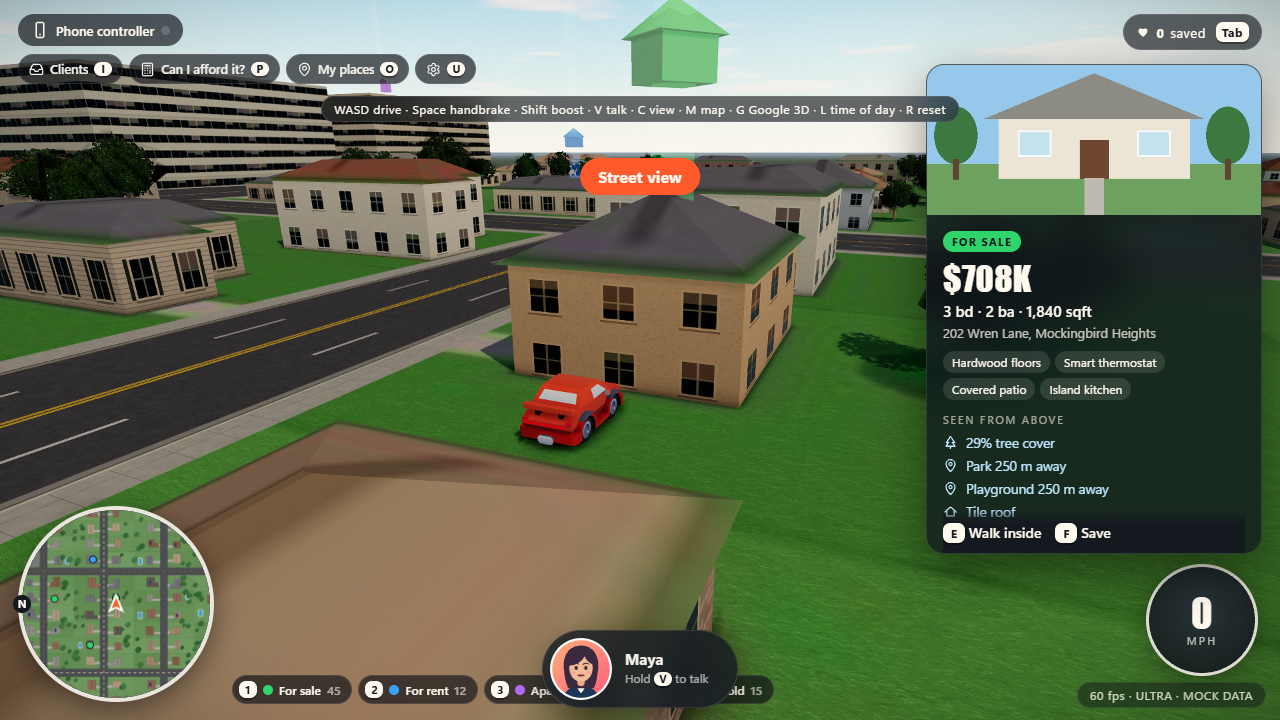 Phone controller
0 saved Tab
Clients I
Can I afford it? P
My places O
U
WASD drive · Space handbrake · Shift boost · V talk · C view · M map · G Google 3D · L time of day · R reset
Street view
FOR SALE
$708K
3 bd · 2 ba · 1,840 sqft
202 Wren Lane, Mockingbird Heights
Hardwood floors
Smart thermostat
Covered patio
Island kitchen
SEEN FROM ABOVE
29% tree cover
Park 250 m away
Playground 250 m away
Tile roof
E Walk inside F Save
N
0
MPH
Maya
Hold V to talk
1 For sale 45
2 For rent 12
3
15
60 fps · ULTRA · MOCK DATA